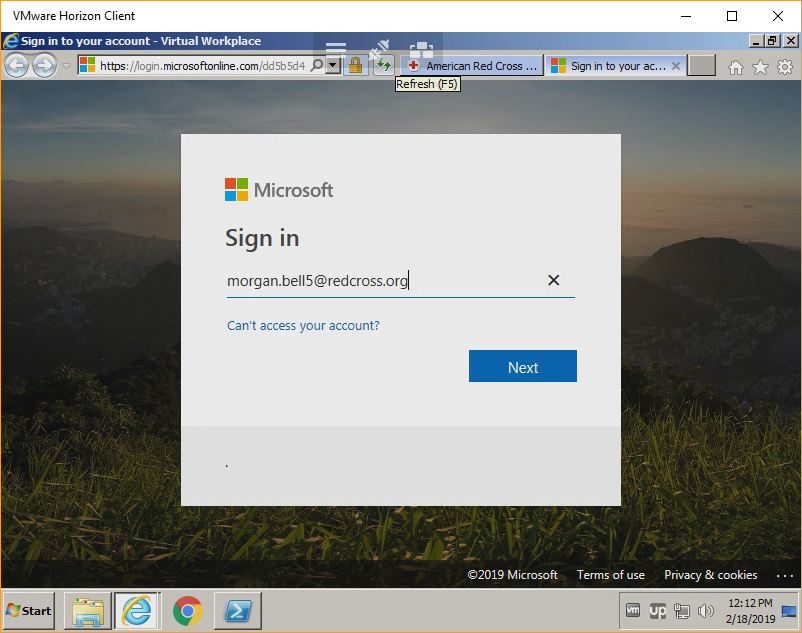 VMware Horizon Client
Sign in to your account - Virtual Workplace
https://login.microsoftonline.com/dd5b5d4
American Red Cross ...
Sign in to your ac...
Refresh (F5)
Microsoft
Sign in
morgan.bell5@redcross.org
Can't access your account?
Next
.
©2019 Microsoft
Terms of use
Privacy & cookies
...
Start
vm
up
12:12 PM
2/18/2019